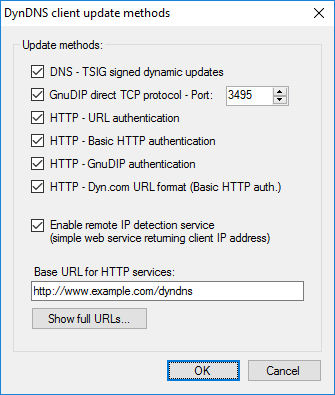 DynDNS client update methods
Update methods:
DNS - TSIG signed dynamic updates
GnuDIP direct TCP protocol - Port: 3495
HTTP - URL authentication
HTTP - Basic HTTP authentication
HTTP - GnuDIP authentication
HTTP - Dyn.com URL format (Basic HTTP auth.)
Enable remote IP detection service
(simple web service returning client IP address)
Base URL for HTTP services:
http://www.example.com/dyndns
Show full URLs...
OK Cancel